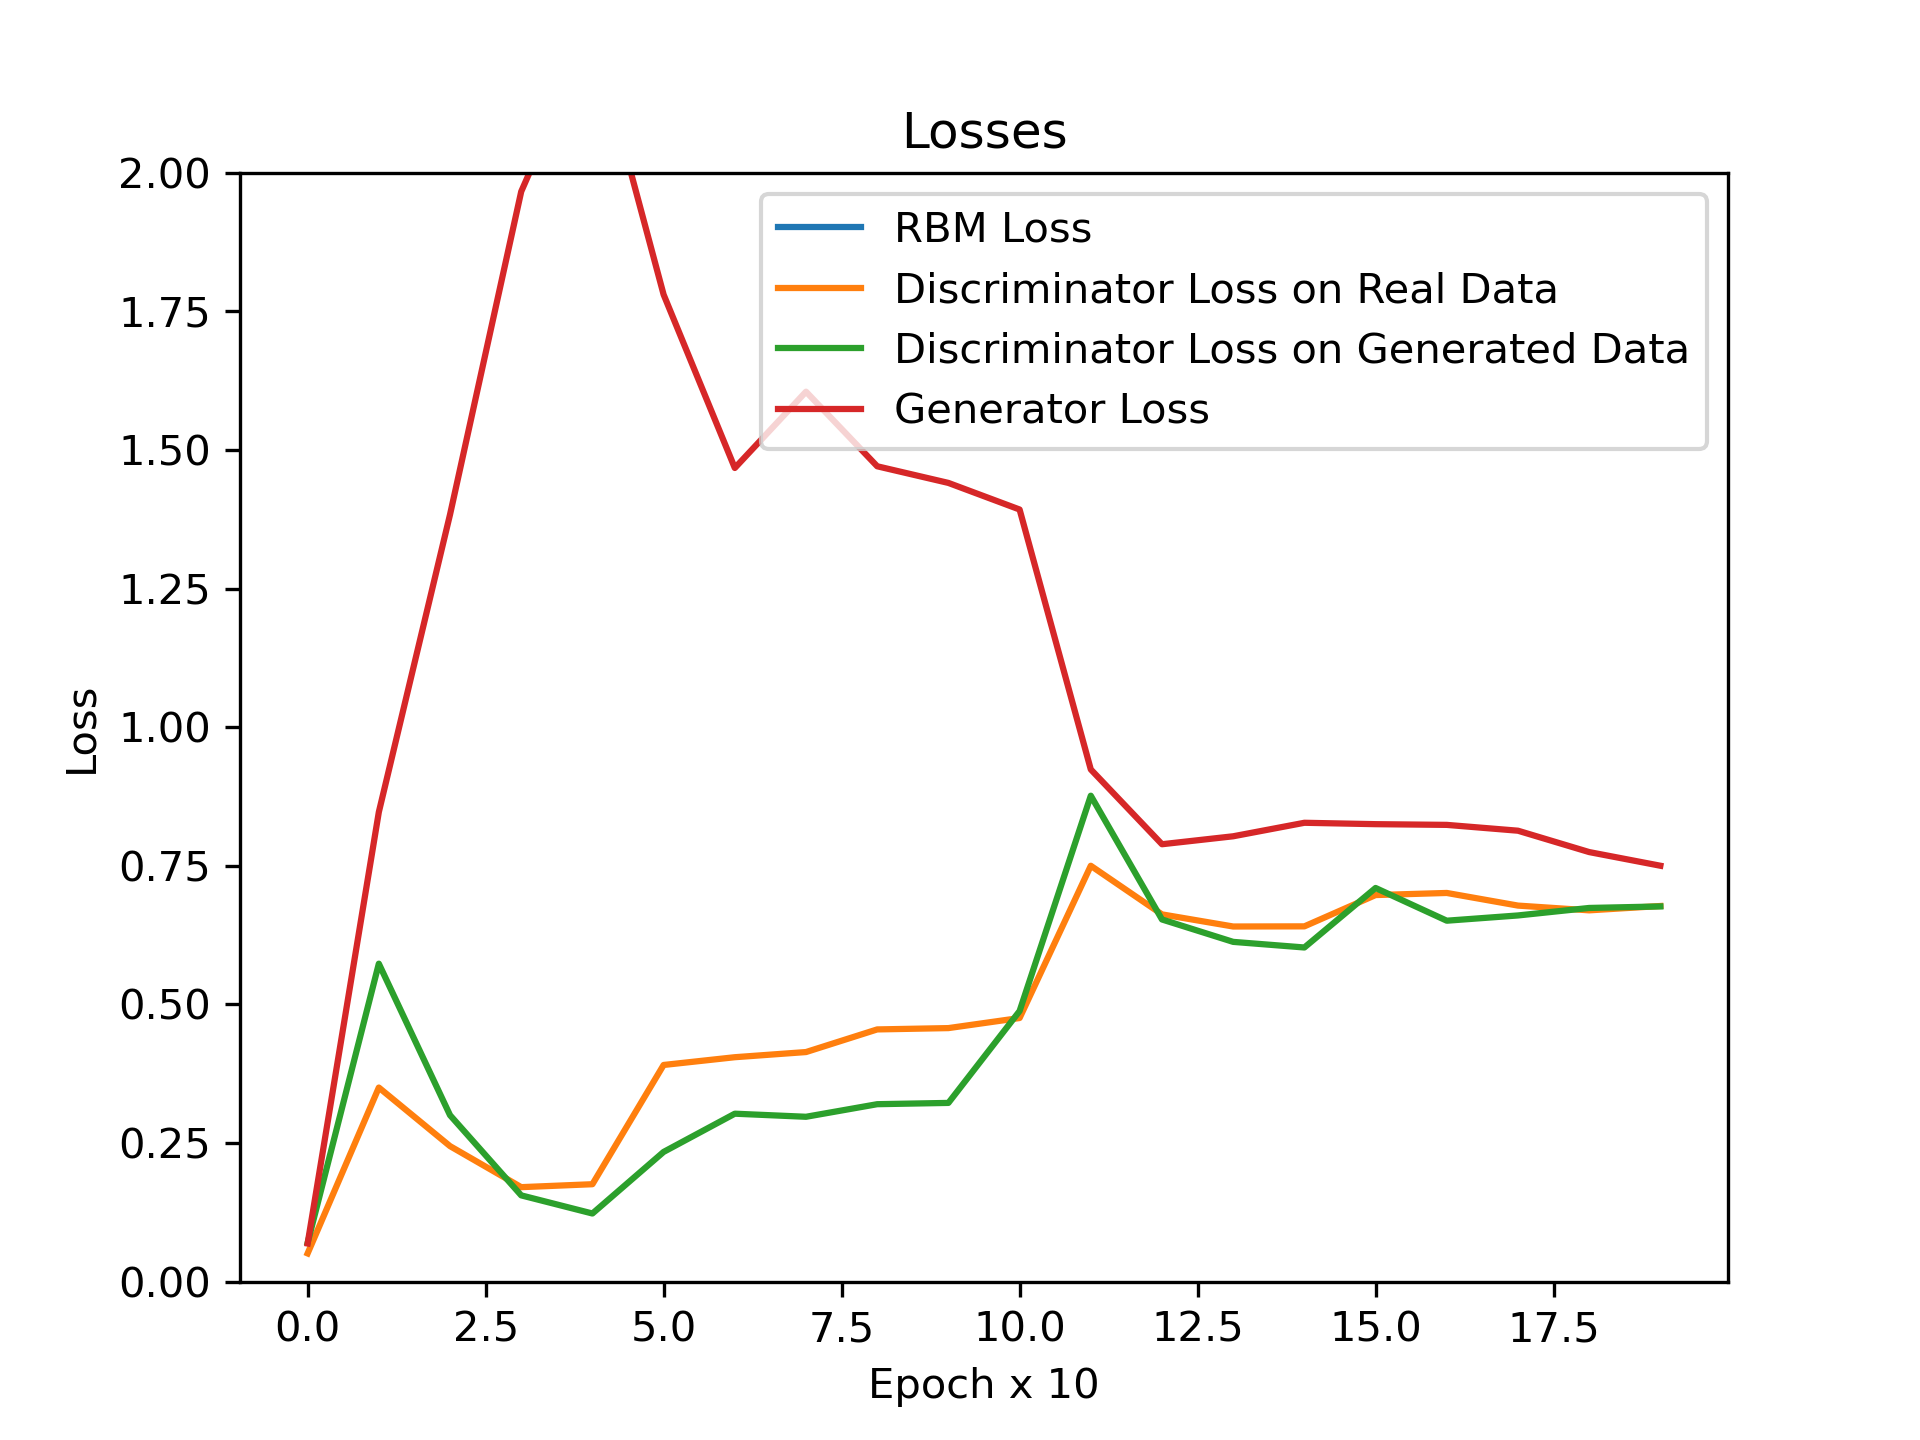 Losses
2.00
1.75
1.50
1.25
1.00
0.75
0.50
0.25
0.00
Loss
RBM Loss
Discriminator Loss on Real Data
Discriminator Loss on Generated Data
Generator Loss
0.0 2.5 5.0 7.5 10.0 12.5 15.0 17.5
Epoch x 10